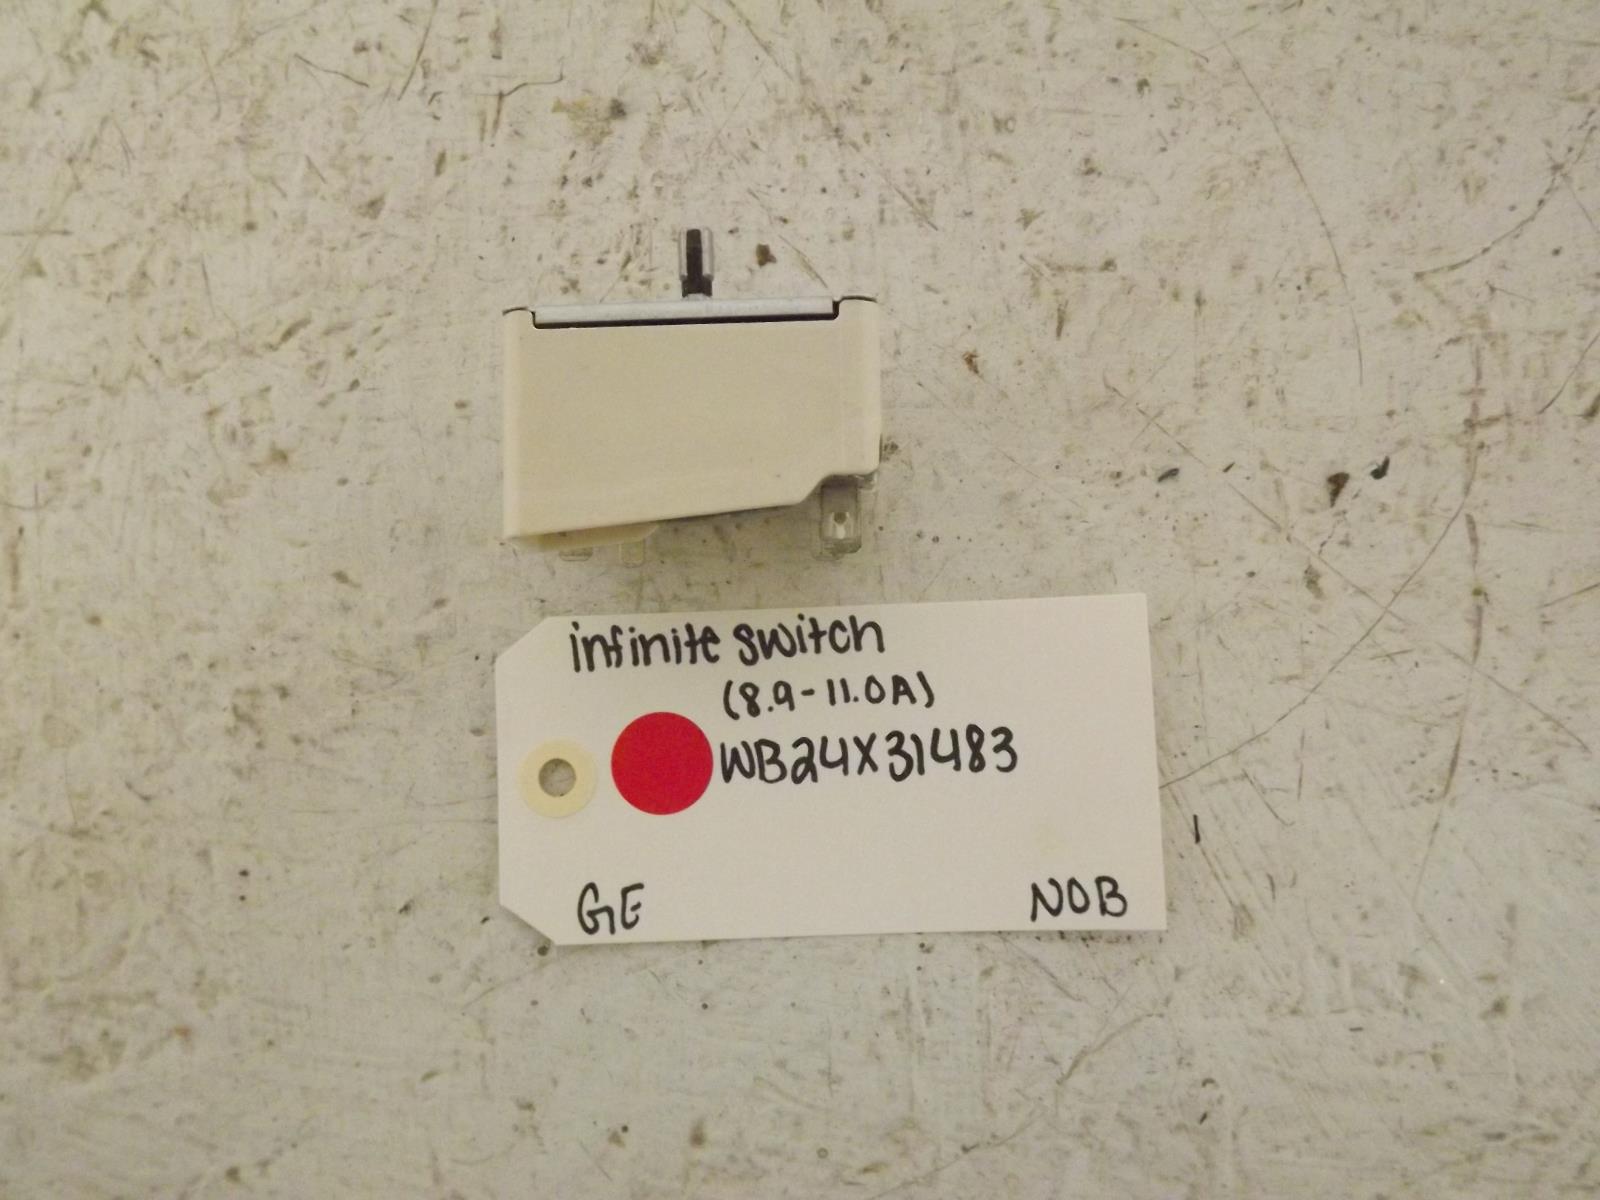 infinite switch
(8.9-11.0A)
WB24X31483
GE NOB